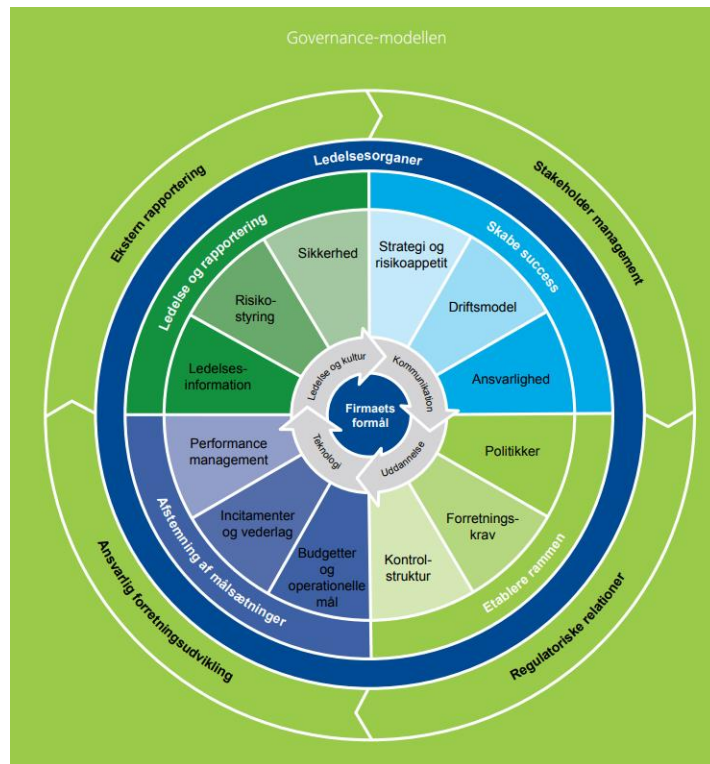 Governance-modellen
Ledelsesorganer
Ekstern rapportering
Stakeholder management
Ledelse og rapportering
Skabe success
Sikkerhed
Strategi og
risikoappetit
Risiko-
styring
Driftsmodel
Ledelses-
information
Ansvarlighed
Ledelse og kultur
Kommunikation
Firmaets
formål
Teknologi
Uddannelse
Performance
management
Politikker
Incitamenter
og vederlag
Forretnings-
krav
Budgetter
og
operationelle
mål
Kontrol-
struktur
Afstemning af målsætninger
Etablere rammen
Ansvarlig forretningsudvikling
Regulatoriske relationer